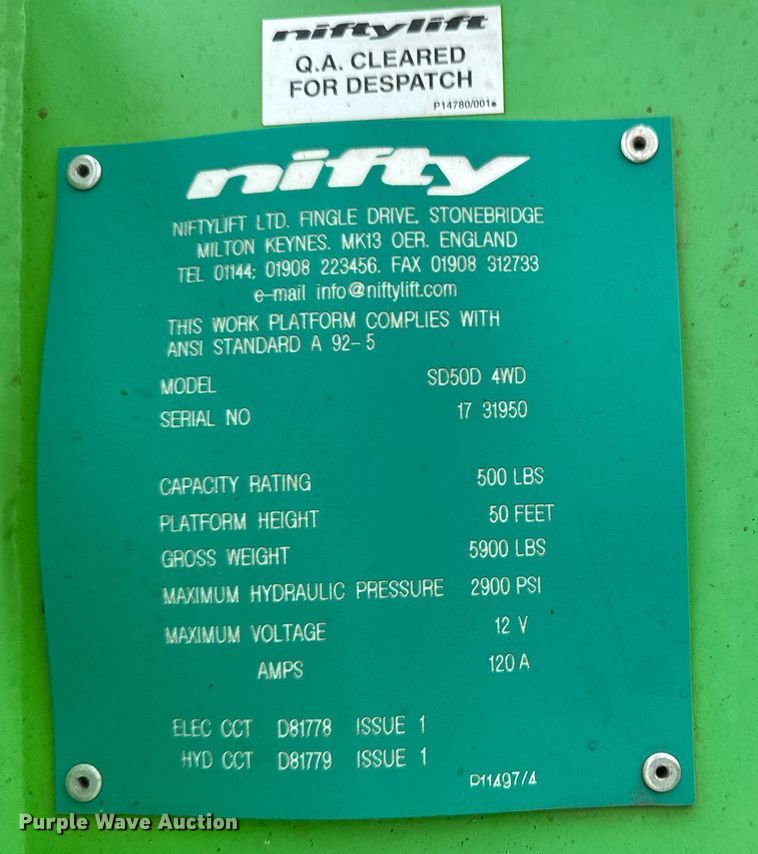 niftylift
Q.A. CLEARED
FOR DESPATCH
P14780/001e
nifty
NIFTYLIFT LTD. FINGLE DRIVE, STONEBRIDGE
MILTON KEYNES. MK13 OER. ENGLAND
TEL 01144: 01908 223456. FAX 01908 312733
e-mail info@niftylift.com
THIS WORK PLATFORM COMPLIES WITH
ANSI STANDARD A 92-5
MODEL SD50D 4WD
SERIAL NO 17 31950
CAPACITY RATING 500 LBS
PLATFORM HEIGHT 50 FEET
GROSS WEIGHT 5900 LBS
MAXIMUM HYDRAULIC PRESSURE 2900 PSI
MAXIMUM VOLTAGE 12 V
AMPS 120 A
ELEC CCT D81778 ISSUE 1
HYD CCT D81779 ISSUE 1
P11497/4
Purple Wave Auction